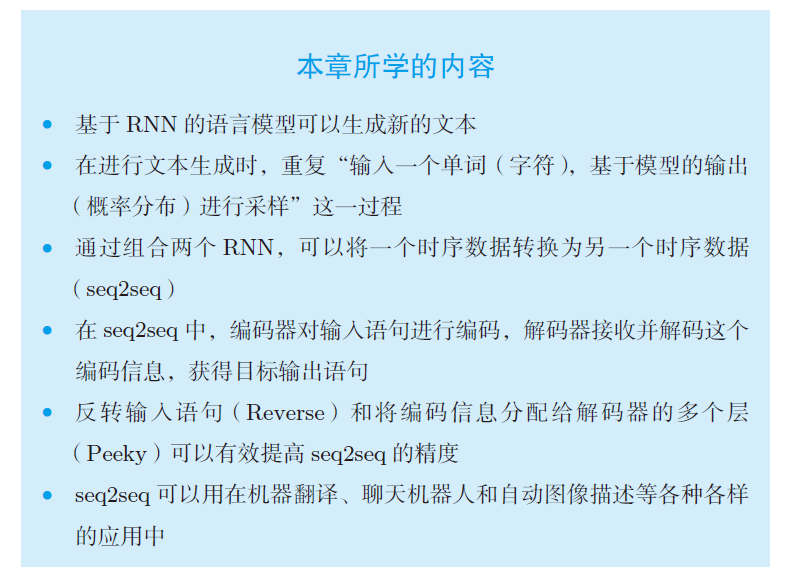 本章所学的内容
● 基于 RNN 的语言模型可以生成新的文本
● 在进行文本生成时，重复“输入一个单词（字符），基于模型的输出
（概率分布）进行采样”这一过程
● 通过组合两个 RNN，可以将一个时序数据转换为另一个时序数据
（seq2seq）
● 在 seq2seq 中，编码器对输入语句进行编码，解码器接收并解码这个
编码信息，获得目标输出语句
● 反转输入语句（Reverse）和将编码信息分配给解码器的多个层
（Peeky）可以有效提高 seq2seq 的精度
● seq2seq 可以用在机器翻译、聊天机器人和自动图像描述等各种各样
的应用中